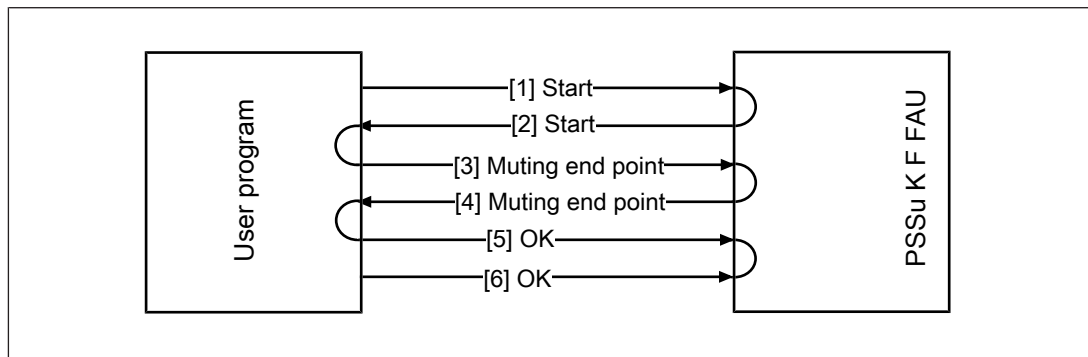 User program
[1] Start
[2] Start
[3] Muting end point
[4] Muting end point
[5] OK
[6] OK
PSSu K F FAU